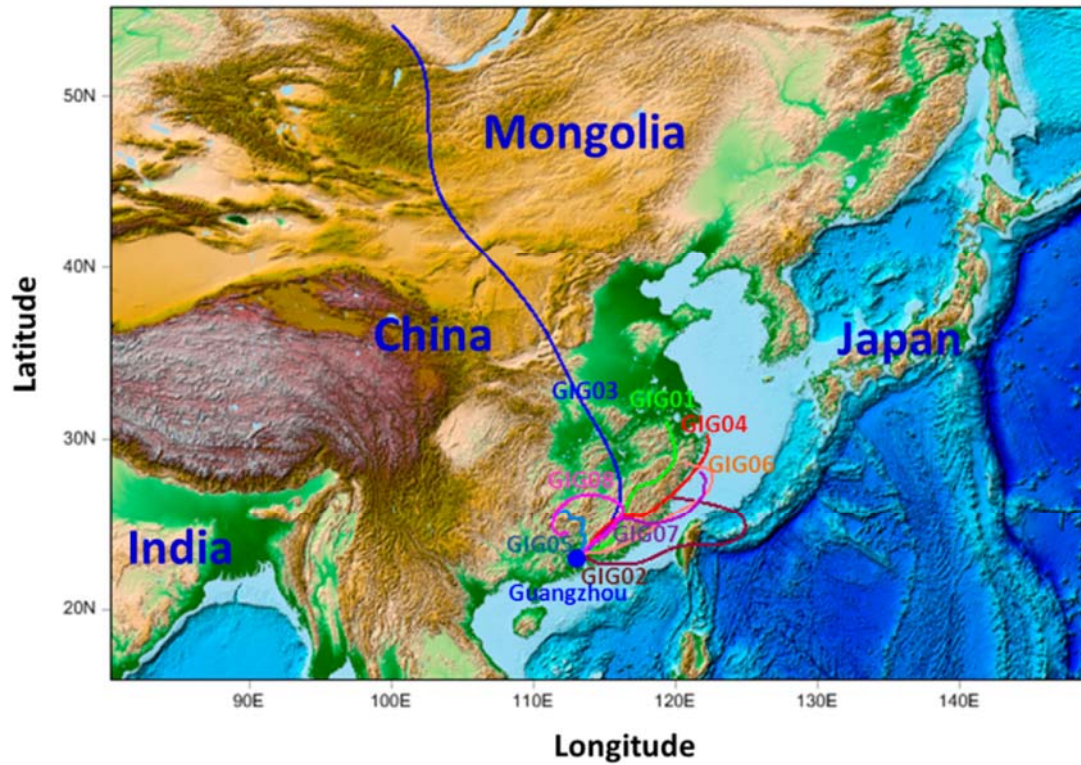 50N
Mongolia
40N
China
Japan
Latitude
GIG03
GIG01
30N
GIG04
GIG06
GIG08
India
GIG05
GIG07
GIG02
Guangzhou
20N
90E
100E
110E
120E
130E
140E
Longitude